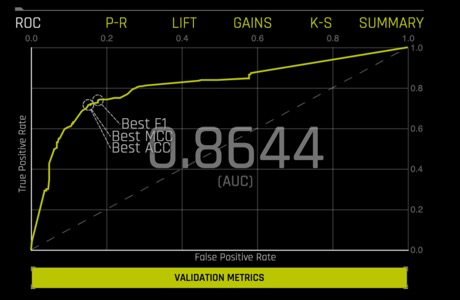 ROC P-R LIFT GAINS K-S SUMMARY
0.0 0.2 0.4 0.6 0.8 1.0
1.0
0.8
0.6
Best F1
Best MCC
Best ACC
0.8644
0.4
(AUC)
0.2
0.0
True Positive Rate
False Positive Rate
VALIDATION METRICS